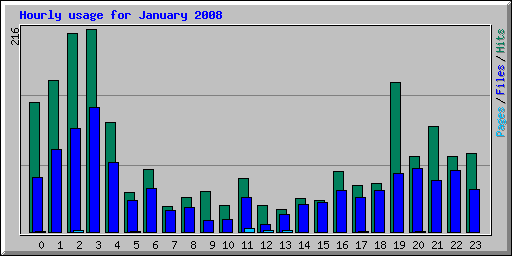 Hourly usage for January 2008
216
Pages/Files/Hits
0 1 2 3 4 5 6 7 8 9 10 11 12 13 14 15 16 17 18 19 20 21 22 23